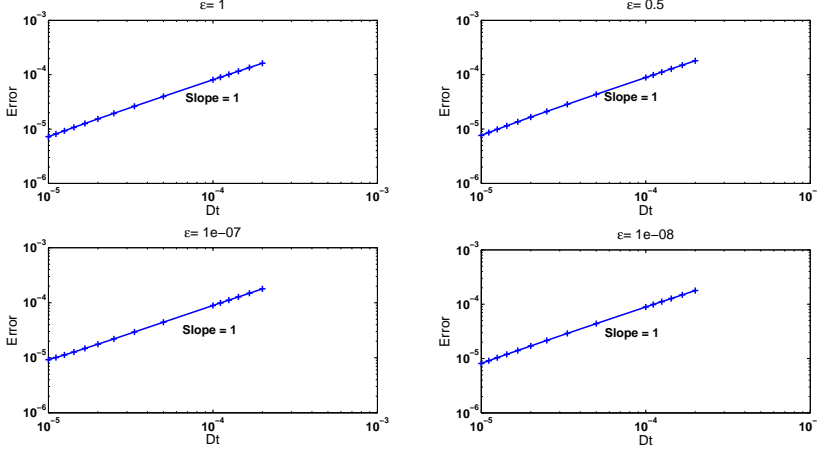 ε= 1
10⁻³
10⁻⁴
10⁻⁵
10⁻⁶
Error
Slope = 1
10⁻⁵
10⁻⁴
10⁻³
Dt
ε= 0.5
10⁻³
10⁻⁴
10⁻⁵
10⁻⁶
Error
Slope = 1
10⁻⁵
10⁻⁴
10⁻
Dt
ε= 1e−07
10⁻³
10⁻⁴
10⁻⁵
10⁻⁶
Error
Slope = 1
10⁻⁵
10⁻⁴
10⁻³
Dt
ε= 1e−08
10⁻³
10⁻⁴
10⁻⁵
10⁻⁶
Error
Slope = 1
10⁻⁵
10⁻⁴
10⁻
Dt